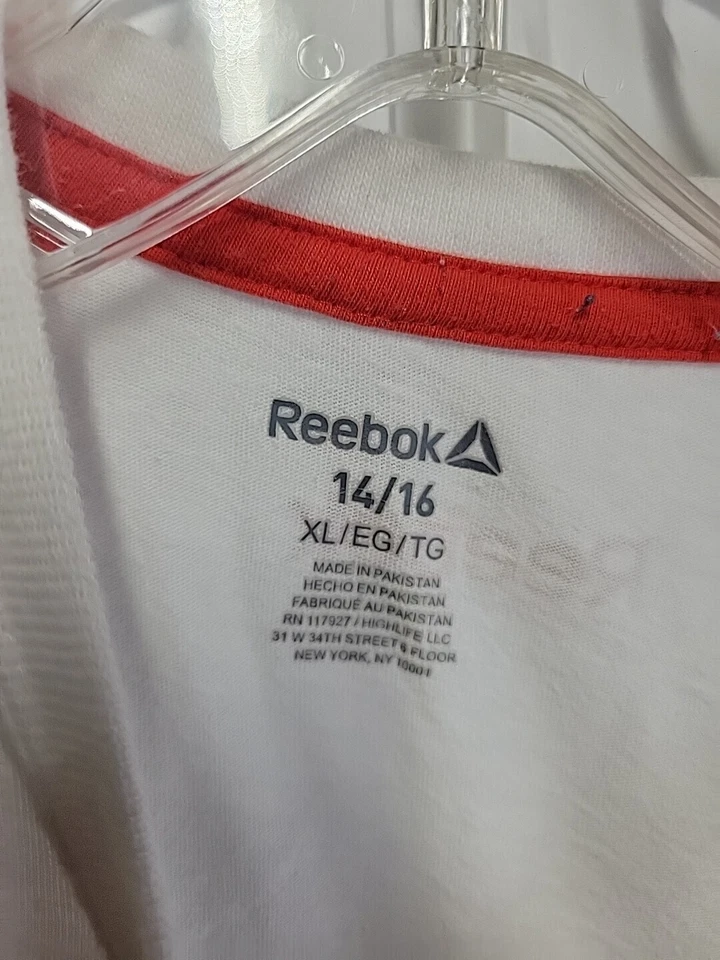 Reebok
14/16
XL/EG/TG
MADE IN PAKISTAN
HECHO EN PAKISTAN
FABRIQUÉ AU PAKISTAN
RN 117927 / HIGHLIFE LLC
31 W 34TH STREET 6 FLOOR
NEW YORK, NY 10001